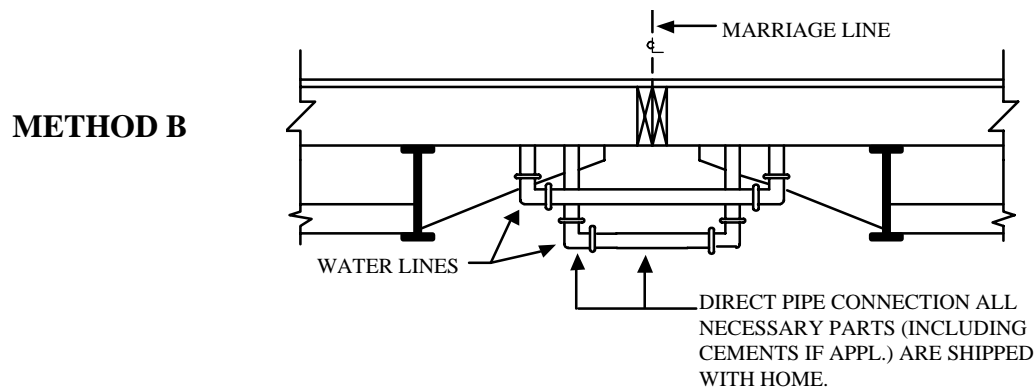 MARRIAGE LINE
℄
METHOD B
WATER LINES
DIRECT PIPE CONNECTION ALL
NECESSARY PARTS (INCLUDING
CEMENTS IF APPL.) ARE SHIPPED
WITH HOME.